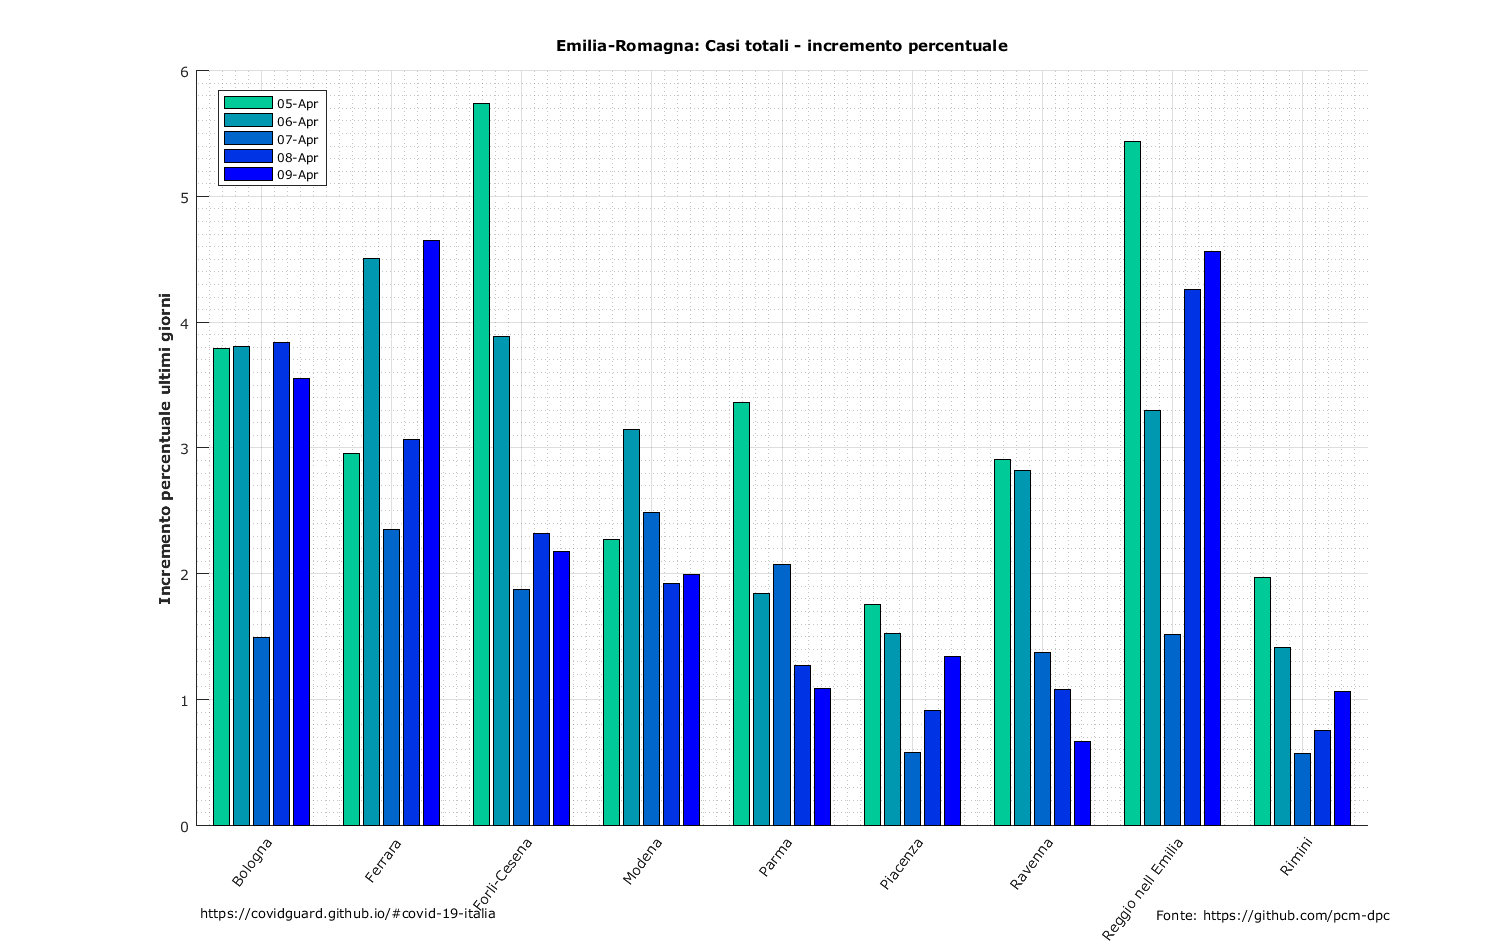 Emilia-Romagna: Casi totali - incremento percentuale
6
5
4
3
2
1
0
05-Apr
06-Apr
07-Apr
08-Apr
09-Apr
Incremento percentuale ultimi giorni
Bologna
Ferrara
Forlì-Cesena
Modena
Parma
Piacenza
Ravenna
Reggio nell Emilia
Rimini
https://covidguard.github.io/#covid-19-italia
Fonte: https://github.com/pcm-dpc